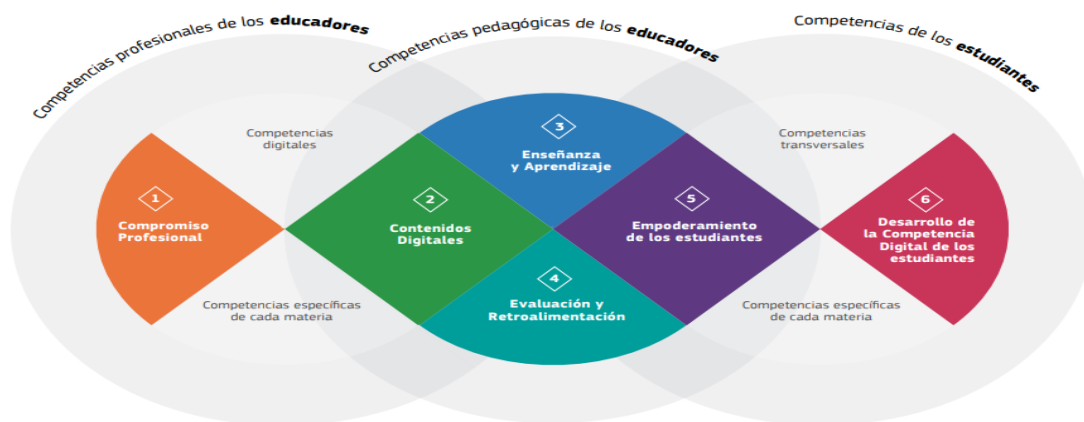 Competencias profesionales de los educadores
Competencias pedagógicas de los educadores
Competencias de los estudiantes
Competencias
digitales
Competencias
transversales
1
Compromiso
Profesional
2
Contenidos
Digitales
3
Enseñanza
y Aprendizaje
4
Evaluación y
Retroalimentación
5
Empoderamiento
de los estudiantes
6
Desarrollo de
la Competencia
Digital de los
estudiantes
Competencias específicas
de cada materia
Competencias específicas
de cada materia